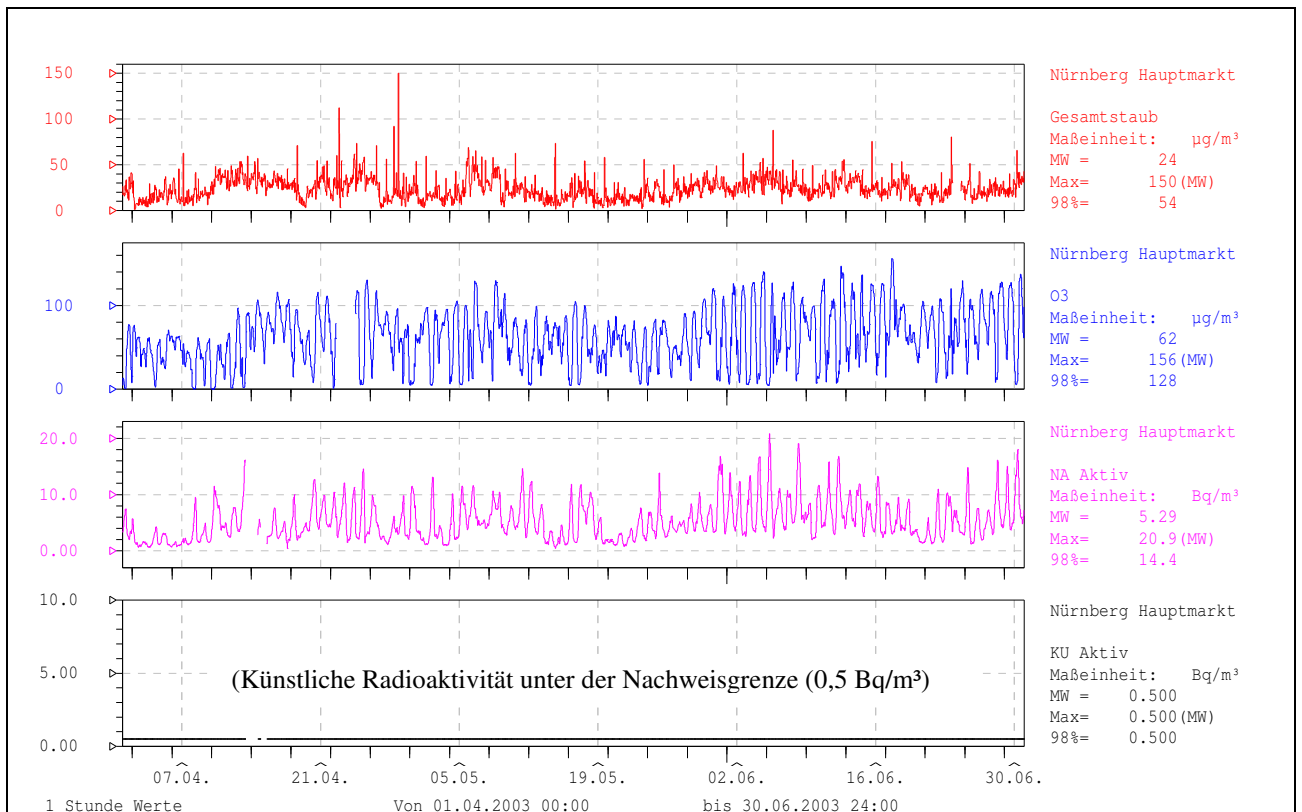 150
100
50
0
Nürnberg Hauptmarkt
Gesamtstaub
Maßeinheit: µg/m³
MW = 24
Max= 150(MW)
98%= 54
100
0
Nürnberg Hauptmarkt
O3
Maßeinheit: µg/m³
MW = 62
Max= 156(MW)
98%= 128
20.0
10.0
0.00
Nürnberg Hauptmarkt
NA Aktiv
Maßeinheit: Bq/m³
MW = 5.29
Max= 20.9(MW)
98%= 14.4
10.0
5.00
0.00
(Künstliche Radioaktivität unter der Nachweisgrenze (0,5 Bq/m³)
Nürnberg Hauptmarkt
KU Aktiv
Maßeinheit: Bq/m³
MW = 0.500
Max= 0.500(MW)
98%= 0.500
07.04. 21.04. 05.05. 19.05. 02.06. 16.06. 30.06.
1 Stunde Werte Von 01.04.2003 00:00 bis 30.06.2003 24:00